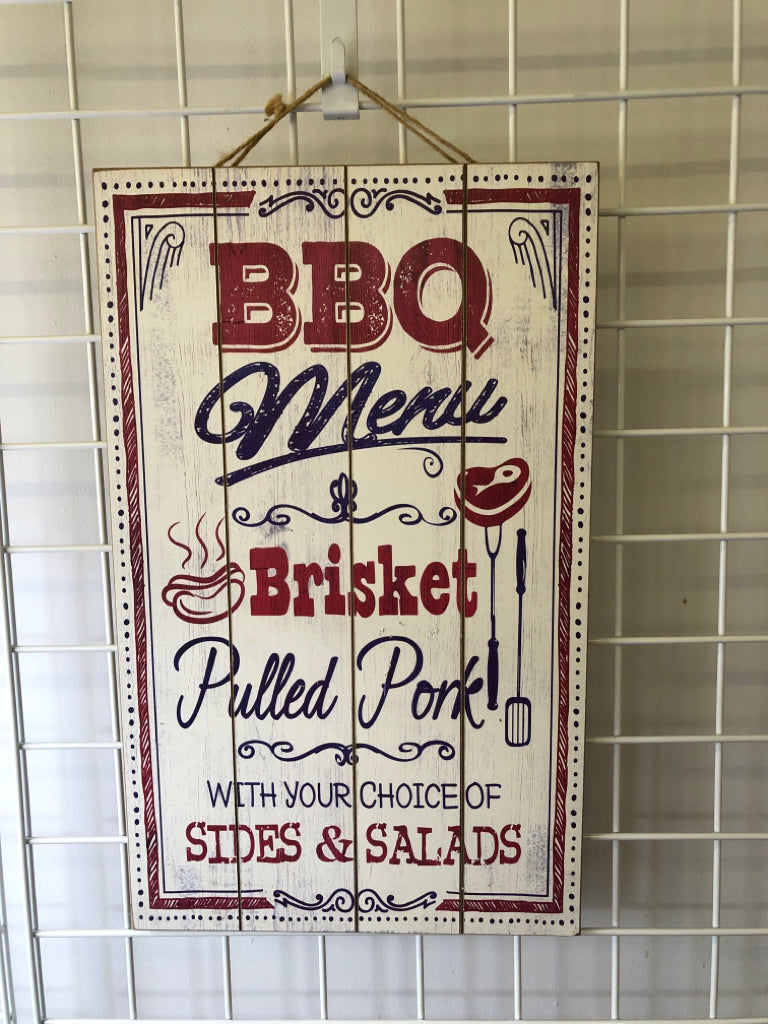 BBQ
Menu
Brisket
Pulled Pork
WITH YOUR CHOICE OF
SIDES & SALADS